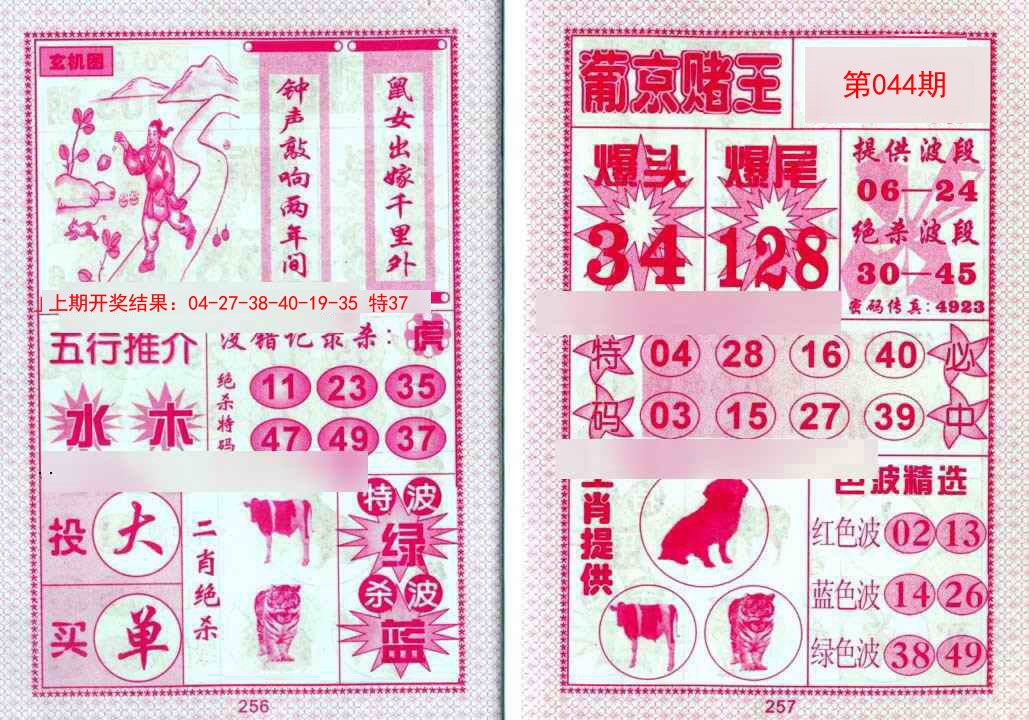 玄机图
钟声敲响两年间
鼠女出嫁千里外
上期开奖结果：04-27-38-40-19-35 特37
五行推介
水 木
没错记录杀：虎
绝杀特码
11 23 35
47 49 37
投 大
买 单
二肖绝杀
特波
绿
杀波
蓝
256
葡京赌王
第044期
爆头
34
爆尾
128
提供波段
06—24
绝杀波段
30—45
密码传真：4923
特码
04 28 16 40
03 15 27 39
必中
肖提供
色波精选
红色波 02 13
蓝色波 14 26
绿色波 38 49
257